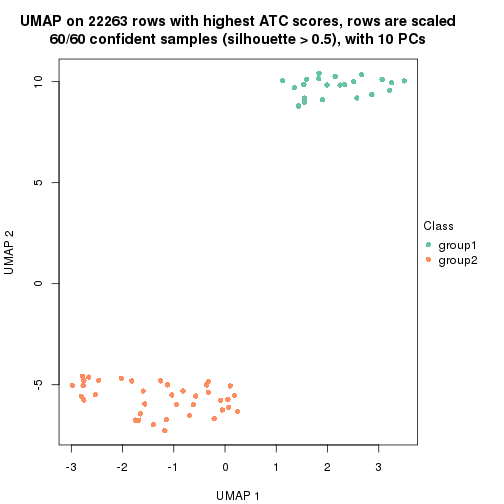 UMAP on 22263 rows with highest ATC scores, rows are scaled
60/60 confident samples (silhouette > 0.5), with 10 PCs
10
5
0
-5
UMAP 2
-3
-2
-1
0
1
2
3
UMAP 1
Class
group1
group2